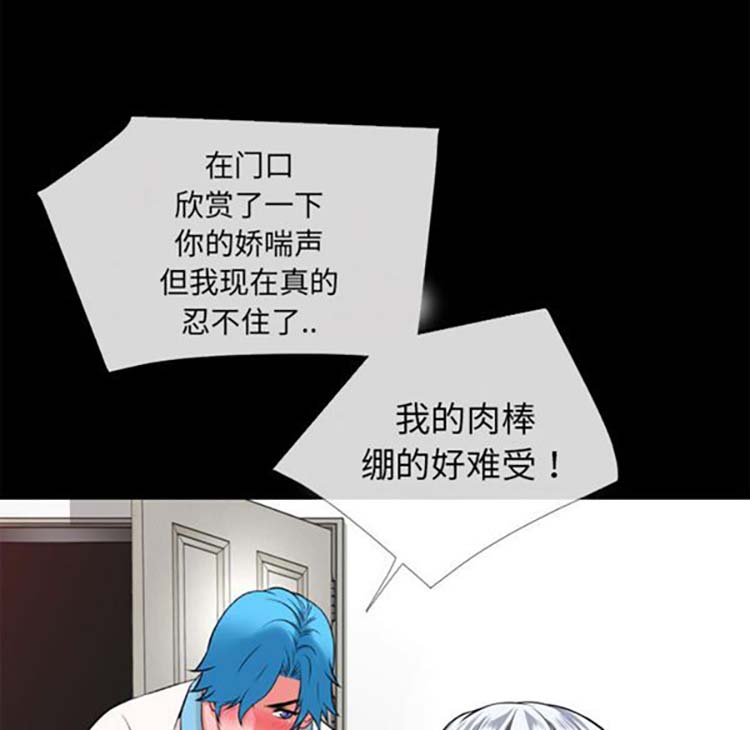 在门口
欣赏了一下
你的娇喘声
但我现在真的
忍不住了..
我的肉棒
绷的好难受！